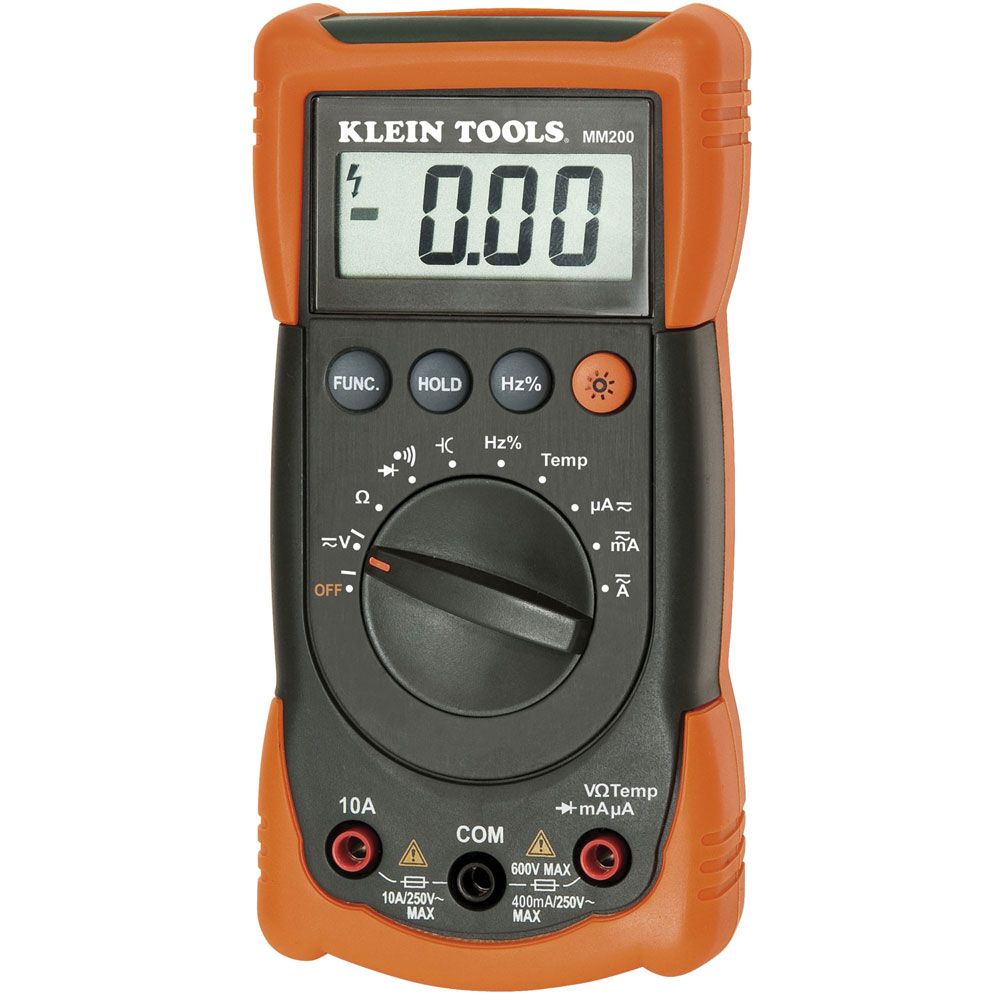 KLEIN TOOLS® MM200
0.00
FUNC. HOLD Hz%
Hz%
Temp
Ω
µA
V
mA
OFF
A
10A
COM
VΩTemp
mAµA
600V MAX
10A/250V~
MAX
400mA/250V~
MAX